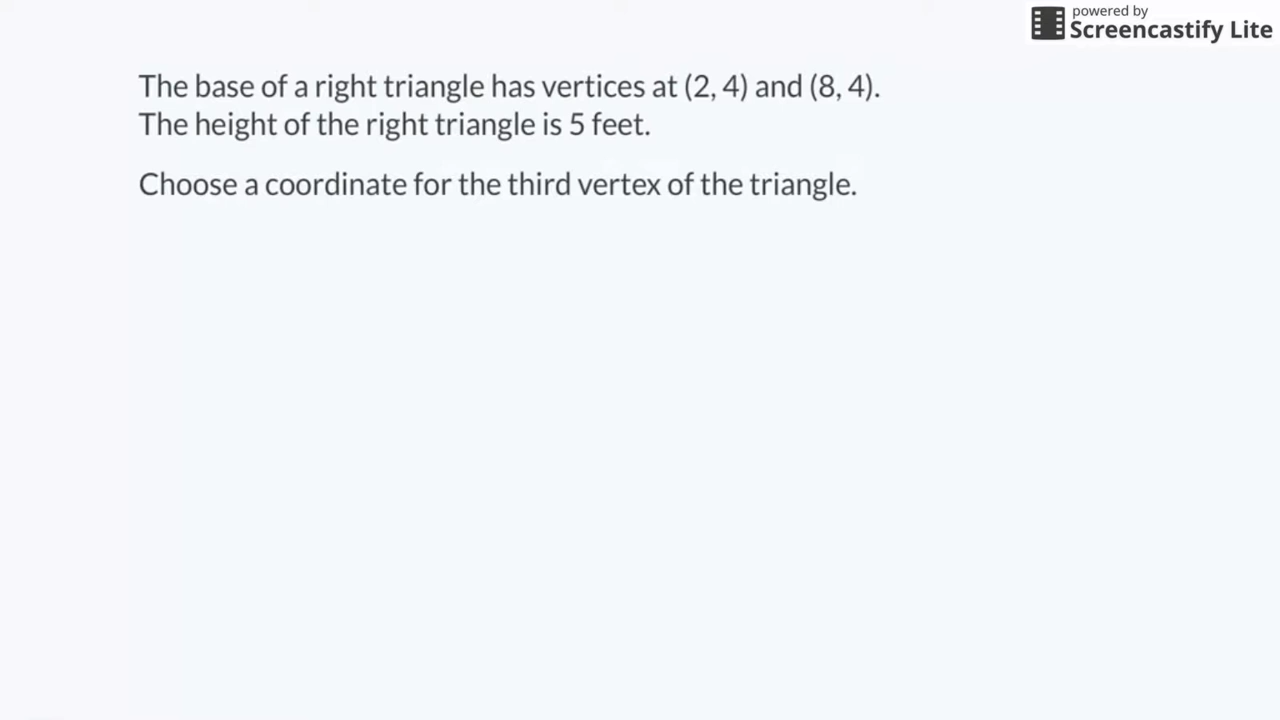 powered by
Screencastify Lite
The base of a right triangle has vertices at (2, 4) and (8, 4).
The height of the right triangle is 5 feet.
Choose a coordinate for the third vertex of the triangle.